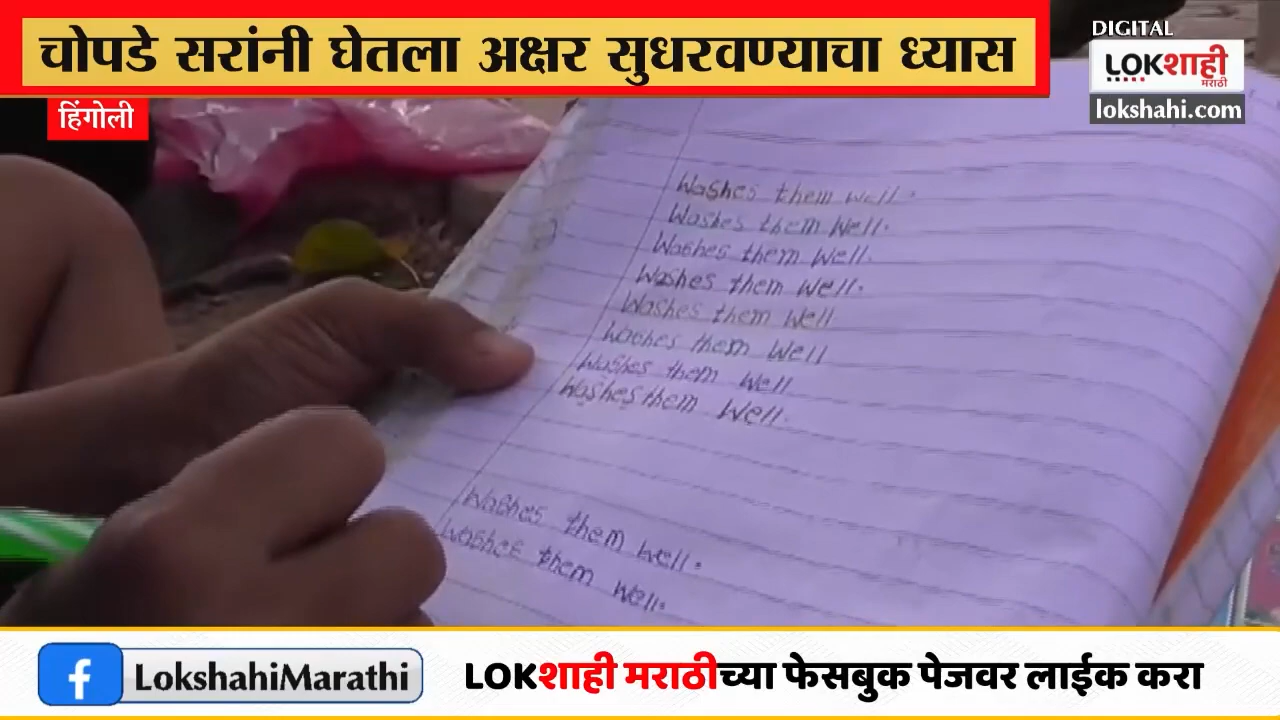 चोपडे सरांनी घेतला अक्षर सुधरवण्याचा ध्यास
DIGITAL
LOKशाही
मराठी
lokshahi.com
हिंगोली
Washes them well.
Washes them Well.
Washes them Well.
Washes them Well.
Washes them Well
Washes them Well
Washes them Well
Washes them Well.
Washes them well.
Washes them Well.
LokshahiMarathi
LOKशाही मराठीच्या फेसबुक पेजवर लाईक करा